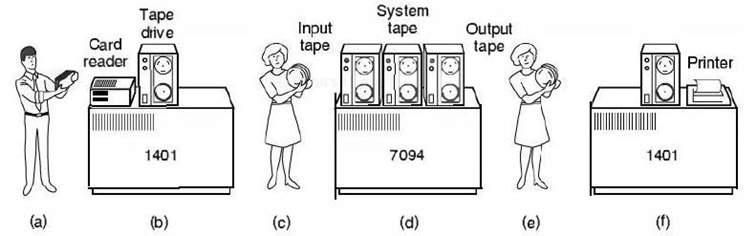 Card
reader
Tape
drive
Input
tape
System
tape
Output
tape
Printer
1401
7094
1401
(a)
(b)
(c)
(d)
(e)
(f)